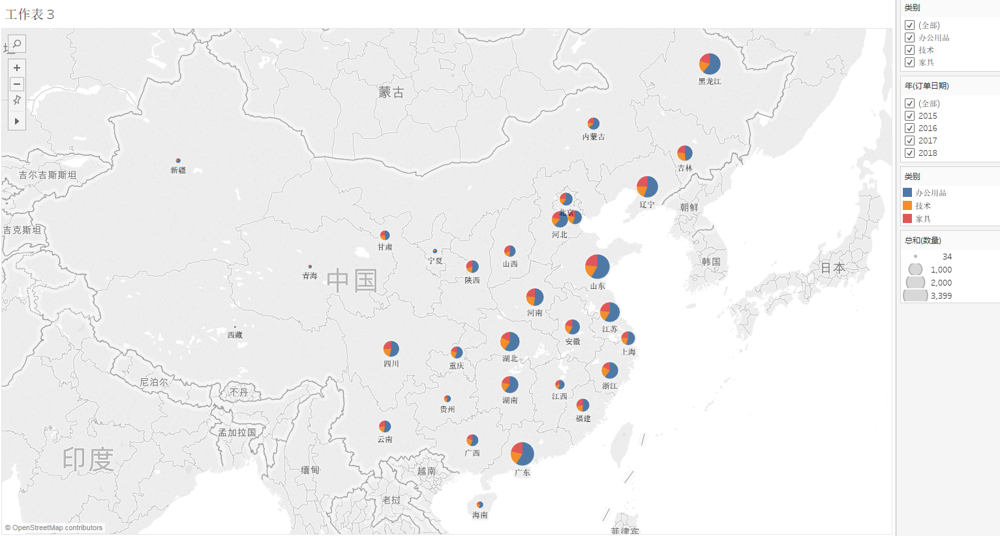 工作表 3
坦
蒙古
黑龙江
内蒙古
吉林
新疆
吉尔吉斯斯坦
辽宁
朝鲜
北京
河北
吉克斯坦
甘肃
宁夏
山西
青海
中国
陕西
山东
韩国
日本
河南
江苏
西藏
安徽
上海
四川
重庆
湖北
尼泊尔
不丹
浙江
江西
湖南
贵州
福建
孟加拉国
云南
广西
印度
缅甸
越南
广东
老挝
海南
菲律宾
© OpenStreetMap contributors
类别
(全部)
办公用品
技术
家具
年(订单日期)
(全部)
2015
2016
2017
2018
类别
办公用品
技术
家具
总和(数量)
34
1,000
2,000
3,399